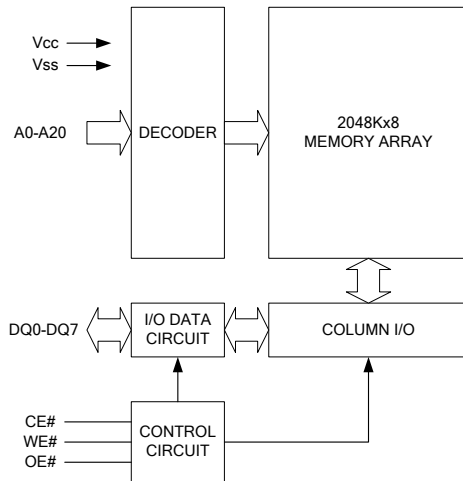 Vcc
Vss
A0-A20
DECODER
2048Kx8
MEMORY ARRAY
DQ0-DQ7
I/O DATA
CIRCUIT
COLUMN I/O
CE#
WE#
OE#
CONTROL
CIRCUIT